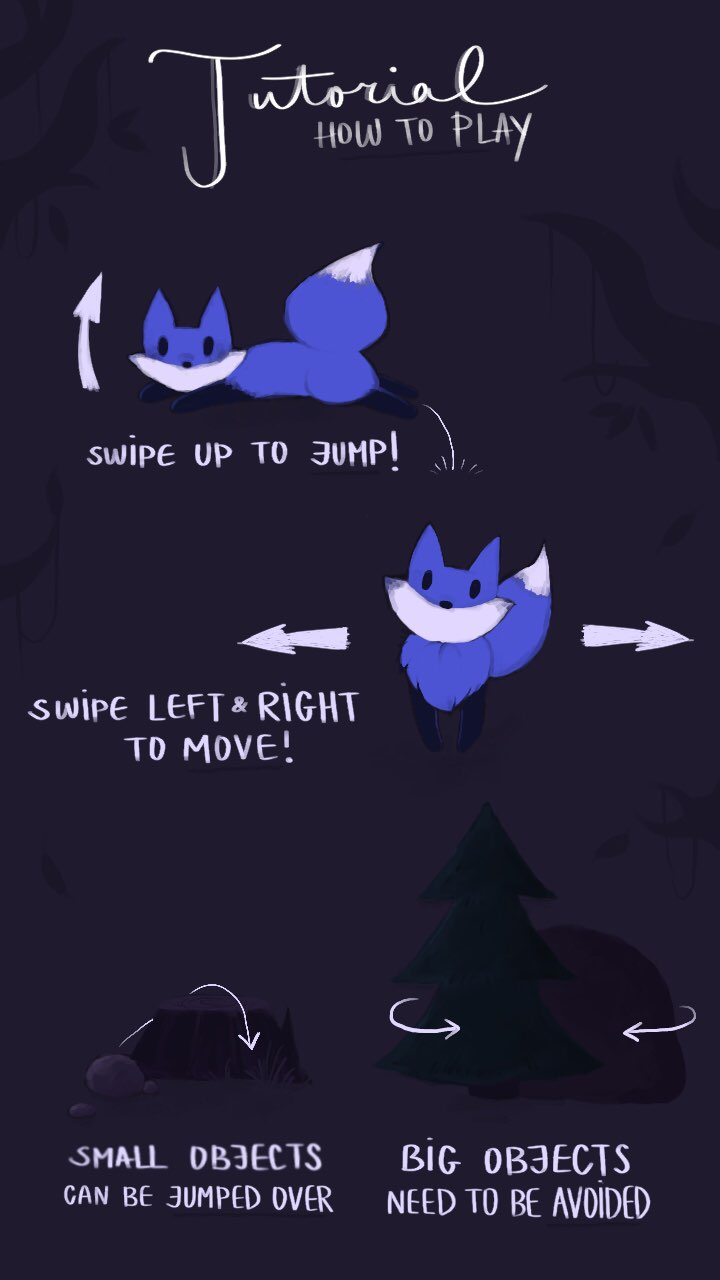 Tutorial
HOW TO PLAY
SWiPE UP TO JUMP!
SWiPE LEFT & RiGHT
TO MOVE!
SMALL OBJECTS
CAN BE JUMPED OVER
BiG OBJECTS
NEED TO BE AVOiDED